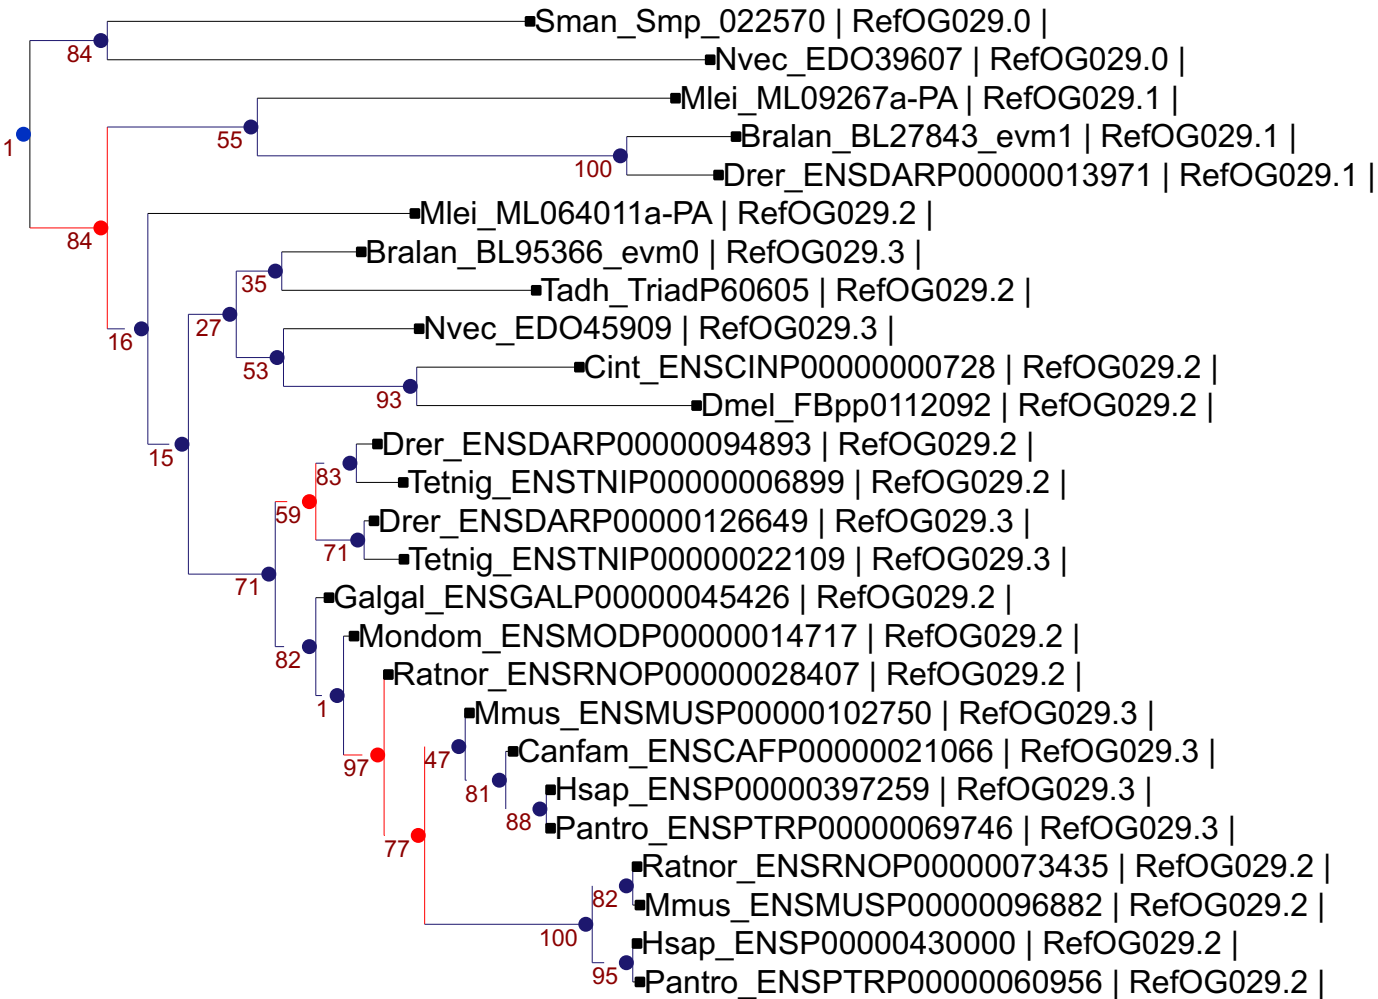 Sman_Smp_022570 | RefOG029.0 |
84
Nvec_EDO39607 | RefOG029.0 |
Mlei_ML09267a-PA | RefOG029.1 |
1
55
Bralan_BL27843_evm1 | RefOG029.1 |
100
Drer_ENSDARP00000013971 | RefOG029.1 |
Mlei_ML064011a-PA | RefOG029.2 |
84
Bralan_BL95366_evm0 | RefOG029.3 |
35
Tadh_TriadP60605 | RefOG029.2 |
27
Nvec_EDO45909 | RefOG029.3 |
16
53
Cint_ENSCINP00000000728 | RefOG029.2 |
93
Dmel_FBpp0112092 | RefOG029.2 |
Drer_ENSDARP00000094893 | RefOG029.2 |
15
83
Tetnig_ENSTNIP00000006899 | RefOG029.2 |
59
Drer_ENSDARP00000126649 | RefOG029.3 |
71
Tetnig_ENSTNIP00000022109 | RefOG029.3 |
71
Galgal_ENSGALP00000045426 | RefOG029.2 |
Mondom_ENSMODP00000014717 | RefOG029.2 |
82
Ratnor_ENSRNOP00000028407 | RefOG029.2 |
1
Mmus_ENSMUSP00000102750 | RefOG029.3 |
47
Canfam_ENSCAFP00000021066 | RefOG029.3 |
97
81
Hsap_ENSP00000397259 | RefOG029.3 |
88
Pantro_ENSPTRP00000069746 | RefOG029.3 |
77
Ratnor_ENSRNOP00000073435 | RefOG029.2 |
82
Mmus_ENSMUSP00000096882 | RefOG029.2 |
100
Hsap_ENSP00000430000 | RefOG029.2 |
95
Pantro_ENSPTRP00000060956 | RefOG029.2 |